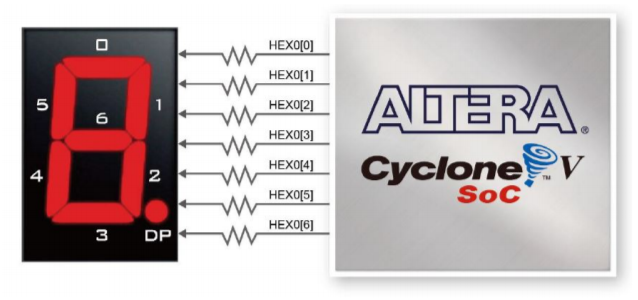 0
5
1
6
4
2
3
DP
HEX0[0]
HEX0[1]
HEX0[2]
HEX0[3]
HEX0[4]
HEX0[5]
HEX0[6]
ALTERA®
Cyclone™ V
SoC